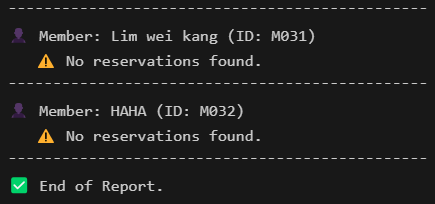 ------------------------------------------------
👤 Member: Lim wei kang (ID: M031)
⚠️ No reservations found.
------------------------------------------------
👤 Member: HAHA (ID: M032)
⚠️ No reservations found.
------------------------------------------------
✅ End of Report.